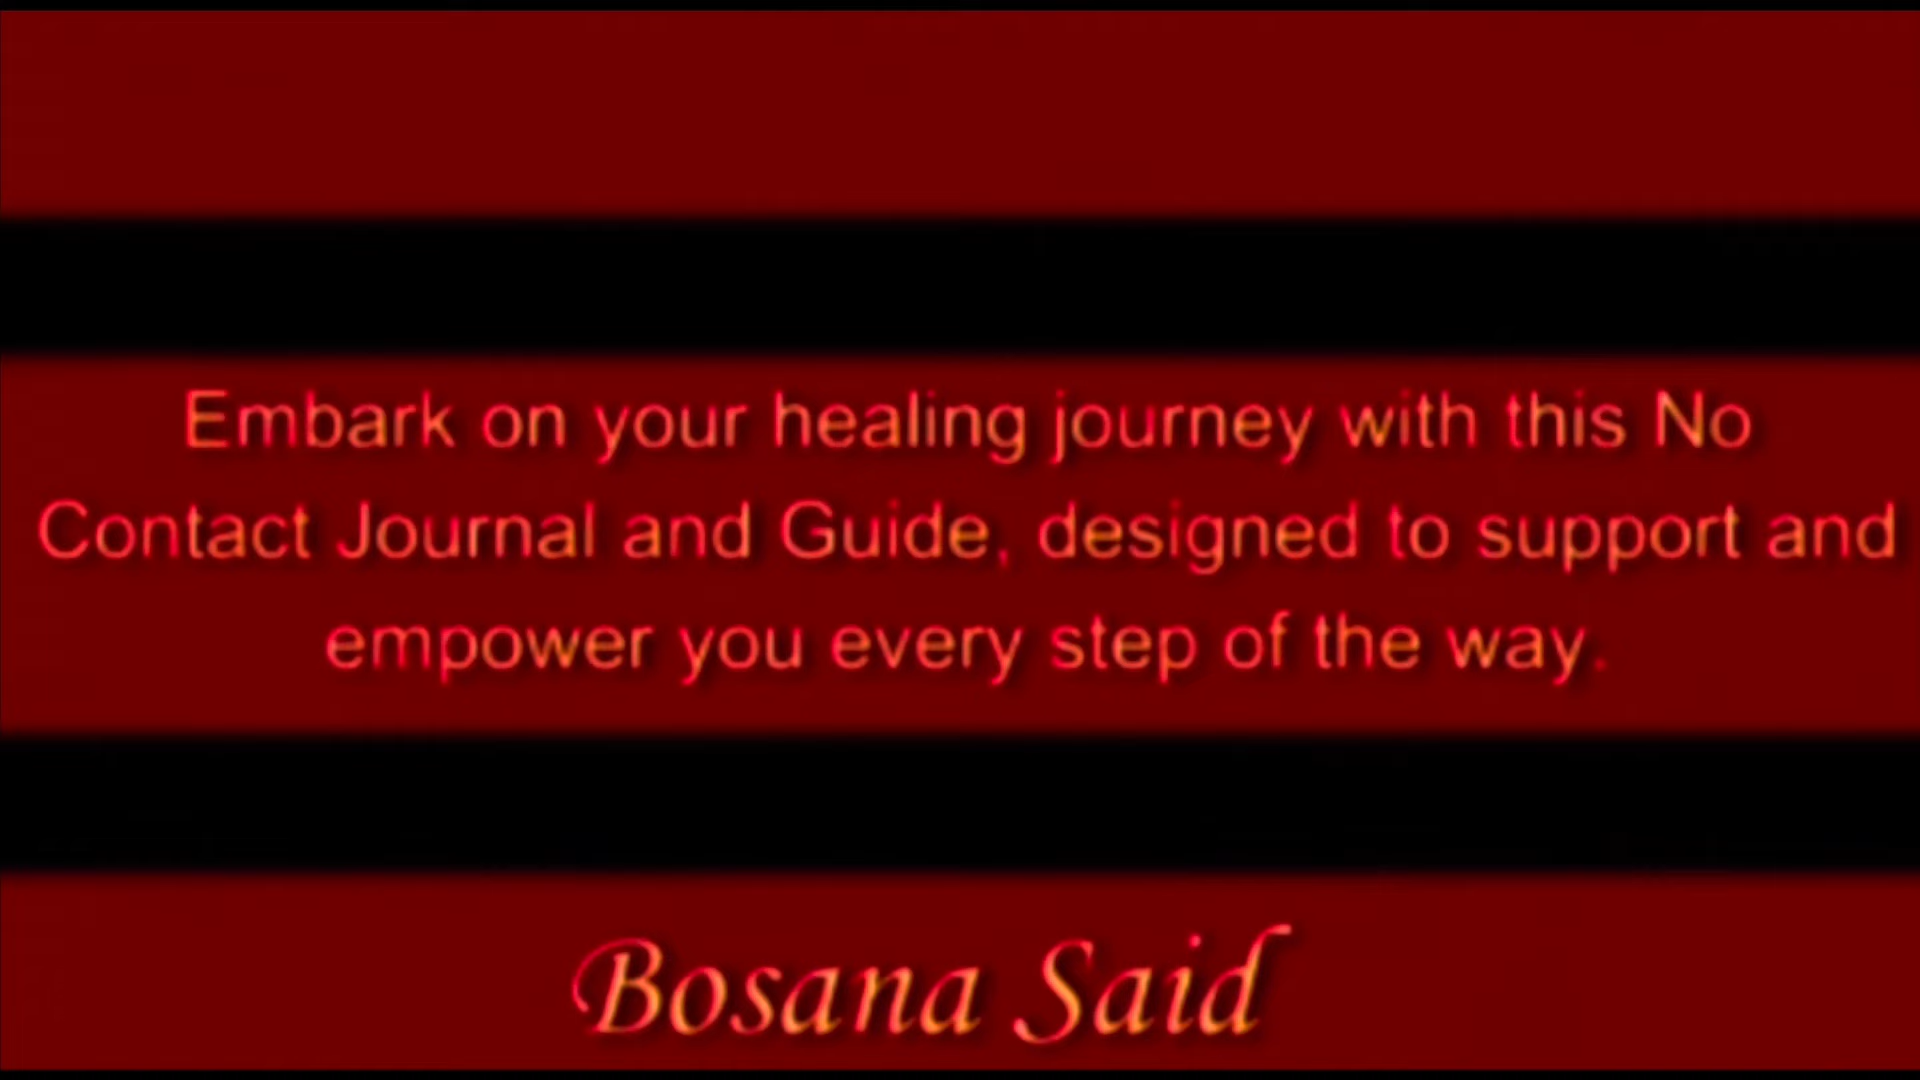 Embark on your healing journey with this No
Contact Journal and Guide, designed to support and
empower you every step of the way.
Bosana Said